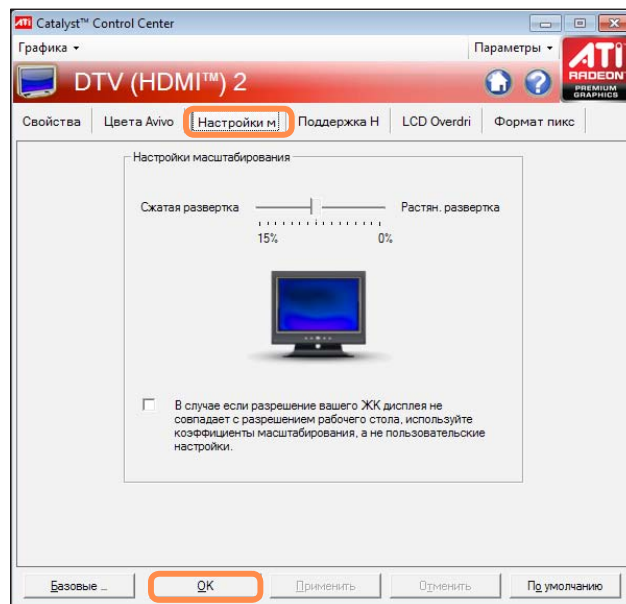 ATI Catalyst™ Control Center
Графика Параметры
DTV (HDMI™) 2
ATI
RADEON
PREMIUM
GRAPHICS
Свойства Цвета Avivo Настройки м Поддержка H LCD Overdri Формат пикс
Настройки масштабирования
Сжатая развертка Растян. развертка
15% 0%
В случае если разрешение вашего ЖК дисплея не
совпадает с разрешением рабочего стола, используйте
коэффициенты масштабирования, а не пользовательские
настройки.
Базовые ... OK Применить Отменить По умолчанию